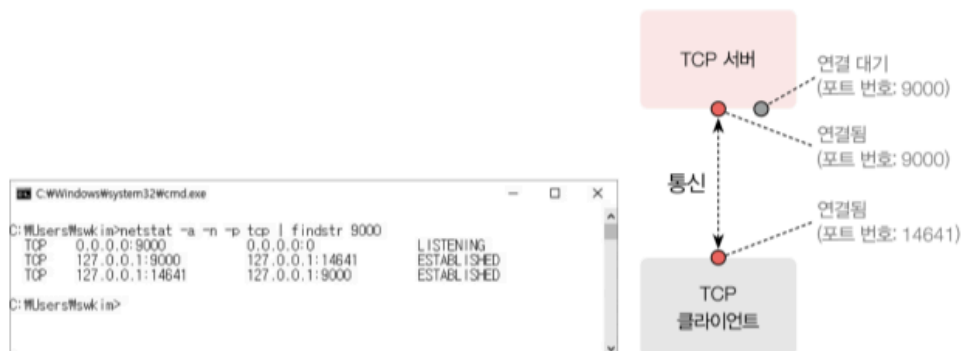 C:₩Windows₩system32₩cmd.exe
C:₩Users₩swkim>netstat -a -n -p tcp | findstr 9000
TCP 0.0.0.0:9000 0.0.0.0:0 LISTENING
TCP 127.0.0.1:9000 127.0.0.1:14641 ESTABLISHED
TCP 127.0.0.1:14641 127.0.0.1:9000 ESTABLISHED
C:₩Users₩swkim>
TCP 서버
연결 대기
(포트 번호: 9000)
연결됨
(포트 번호: 9000)
통신
연결됨
(포트 번호: 14641)
TCP
클라이언트